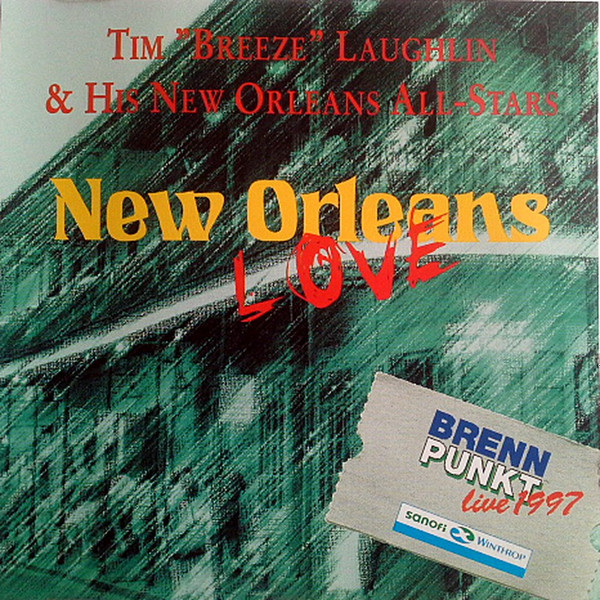 TIM "BREEZE" LAUGHLIN
& HIS NEW ORLEANS ALL-STARS
New Orleans
LOVE
BRENN
PUNKT
live 1997
sanofi WINTHROP